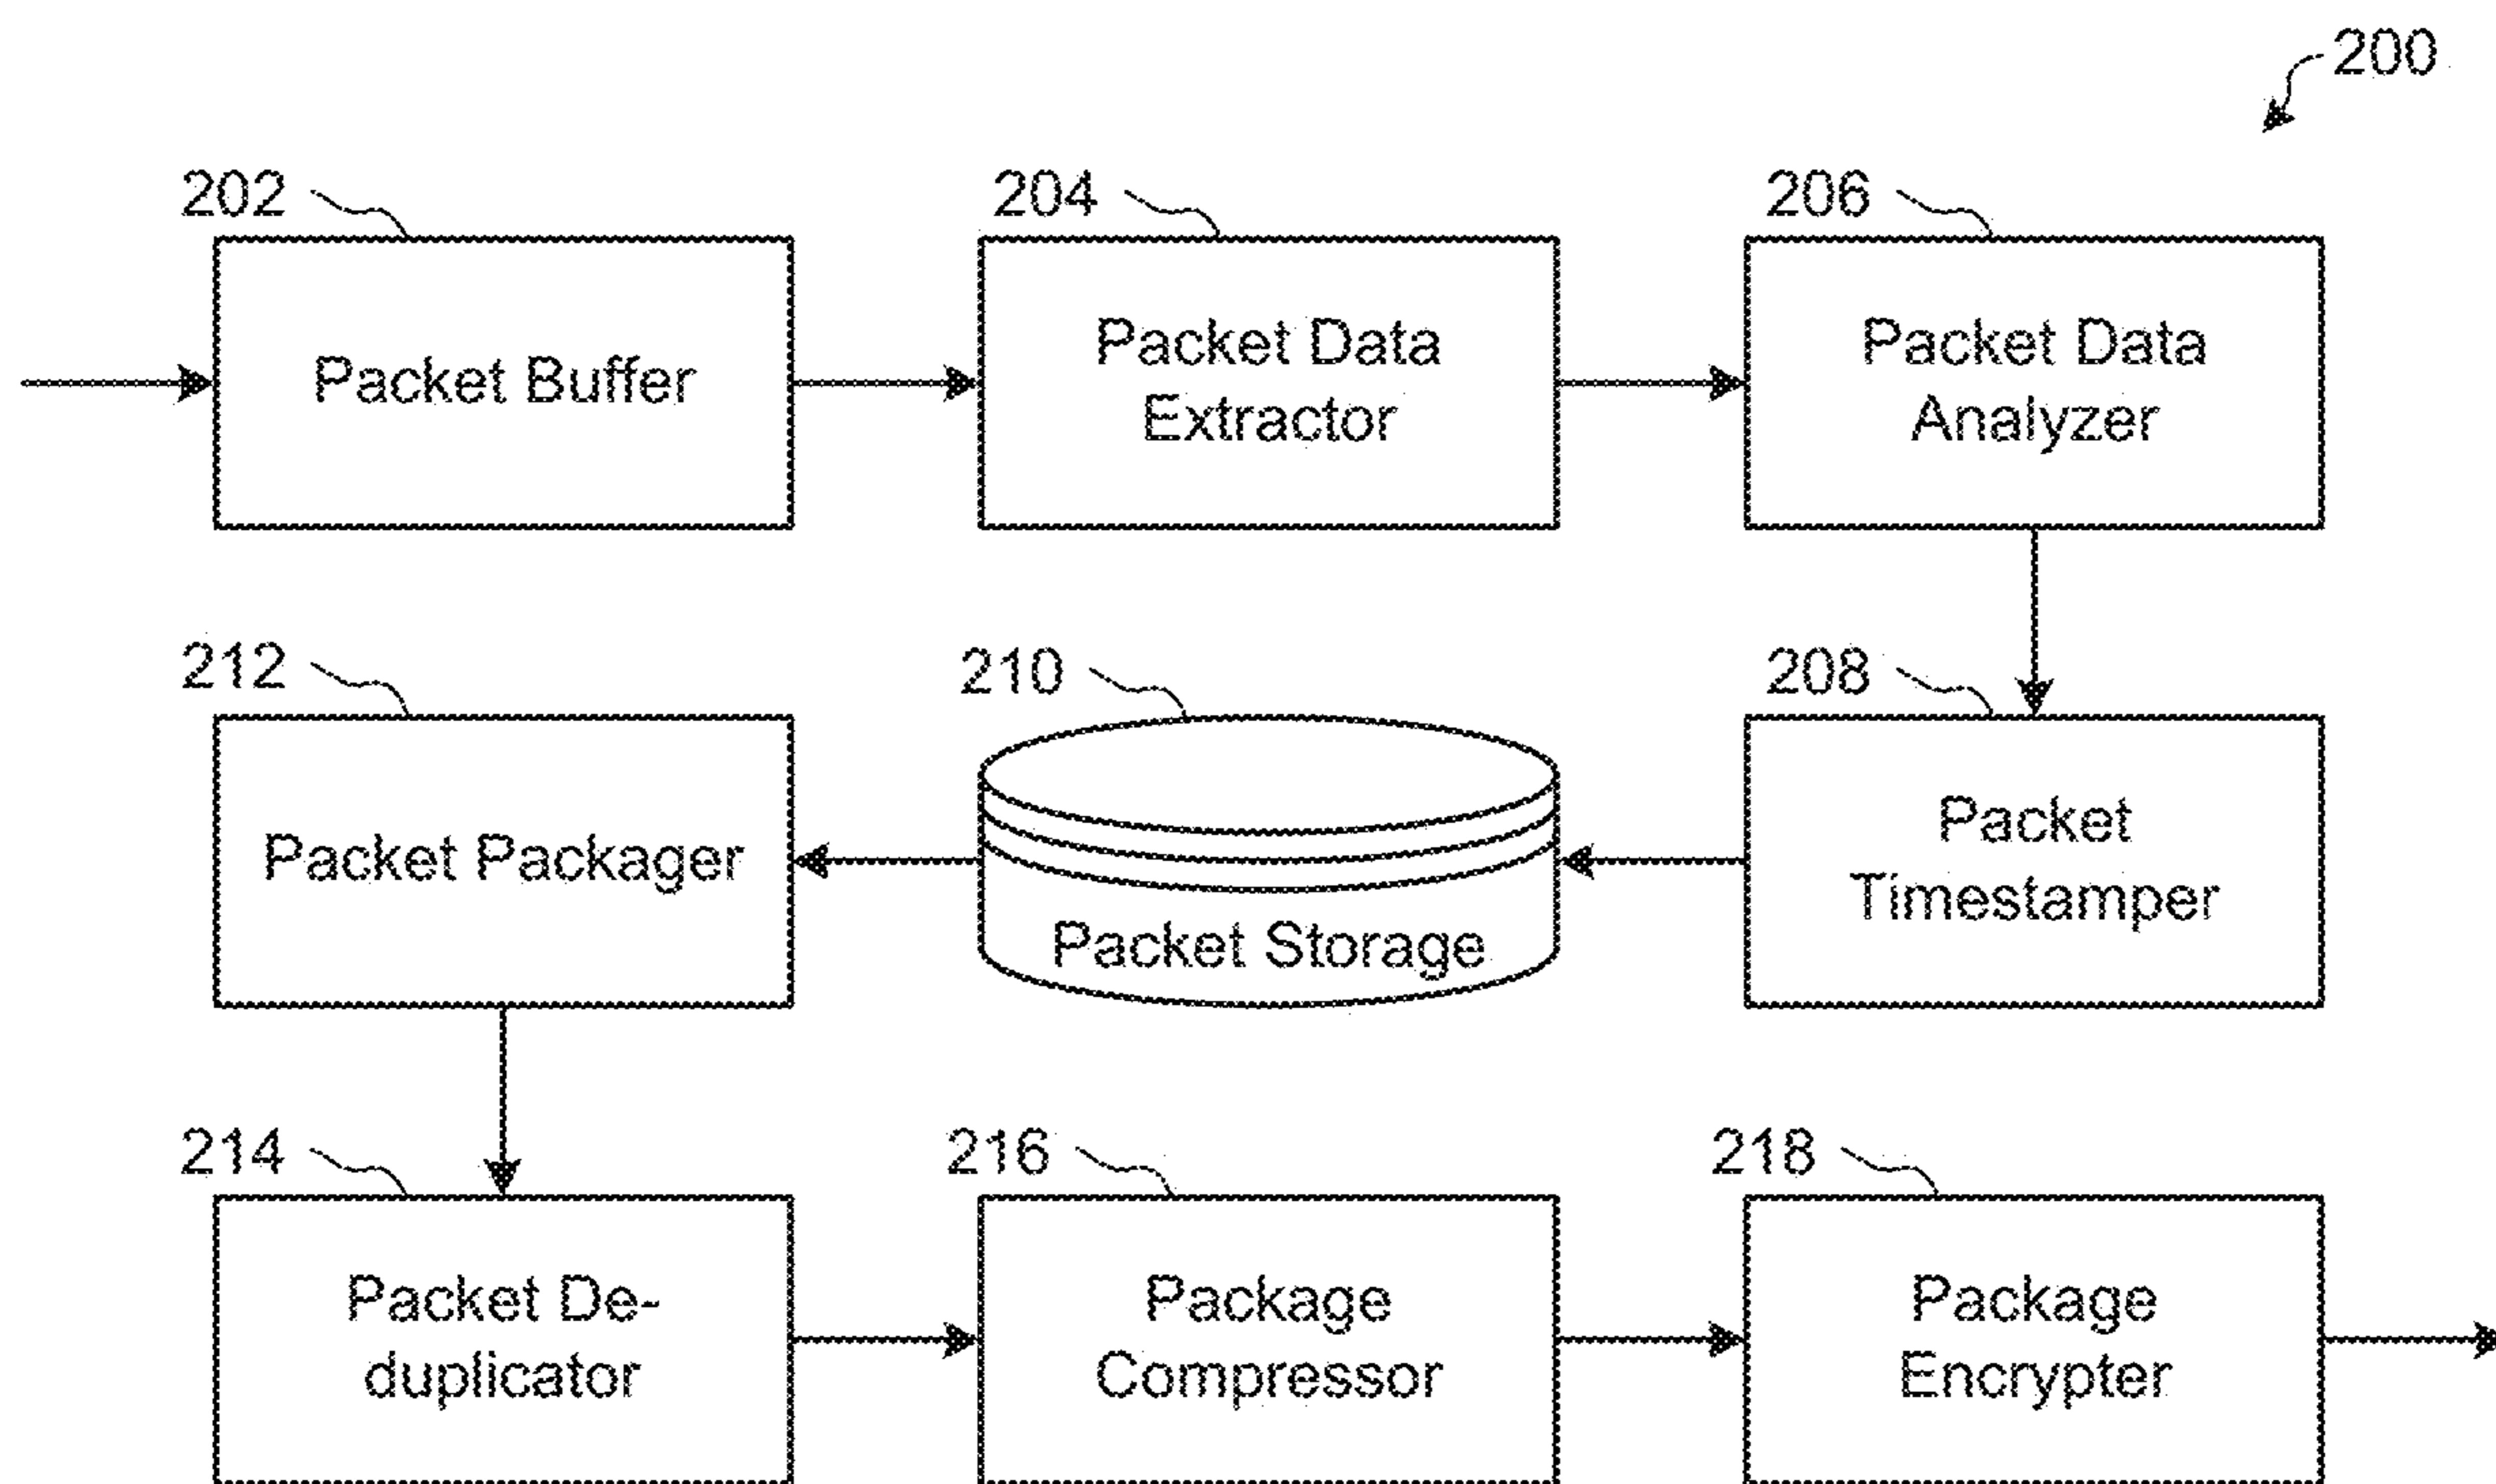 200
202
204
206
Packet Buffer
Packet Data
Extractor
Packet Data
Analyzer
212
210
208
Packet Packager
Packet Storage
Packet
Timestamper
214
216
218
Packet De-
duplicator
Package
Compressor
Package
Encrypter